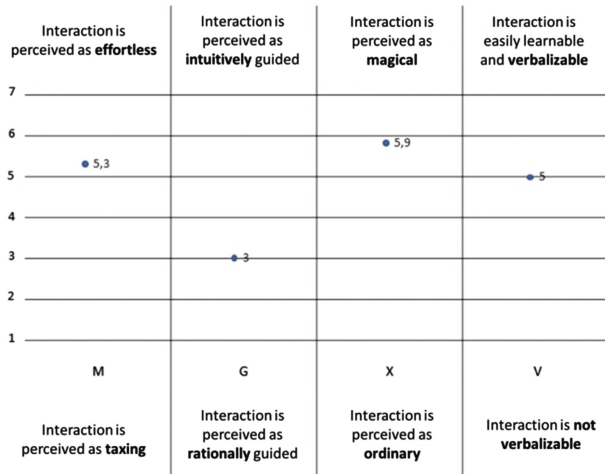 Interaction is
perceived as effortless
Interaction is
perceived as
intuitively guided
Interaction is
perceived as
magical
Interaction is
easily learnable
and verbalizable
7
6
5,9
5,3
5
5
4
3
3
2
1
M
G
X
V
Interaction is
perceived as taxing
Interaction is
perceived as
rationally guided
Interaction is
perceived as
ordinary
Interaction is not
verbalizable